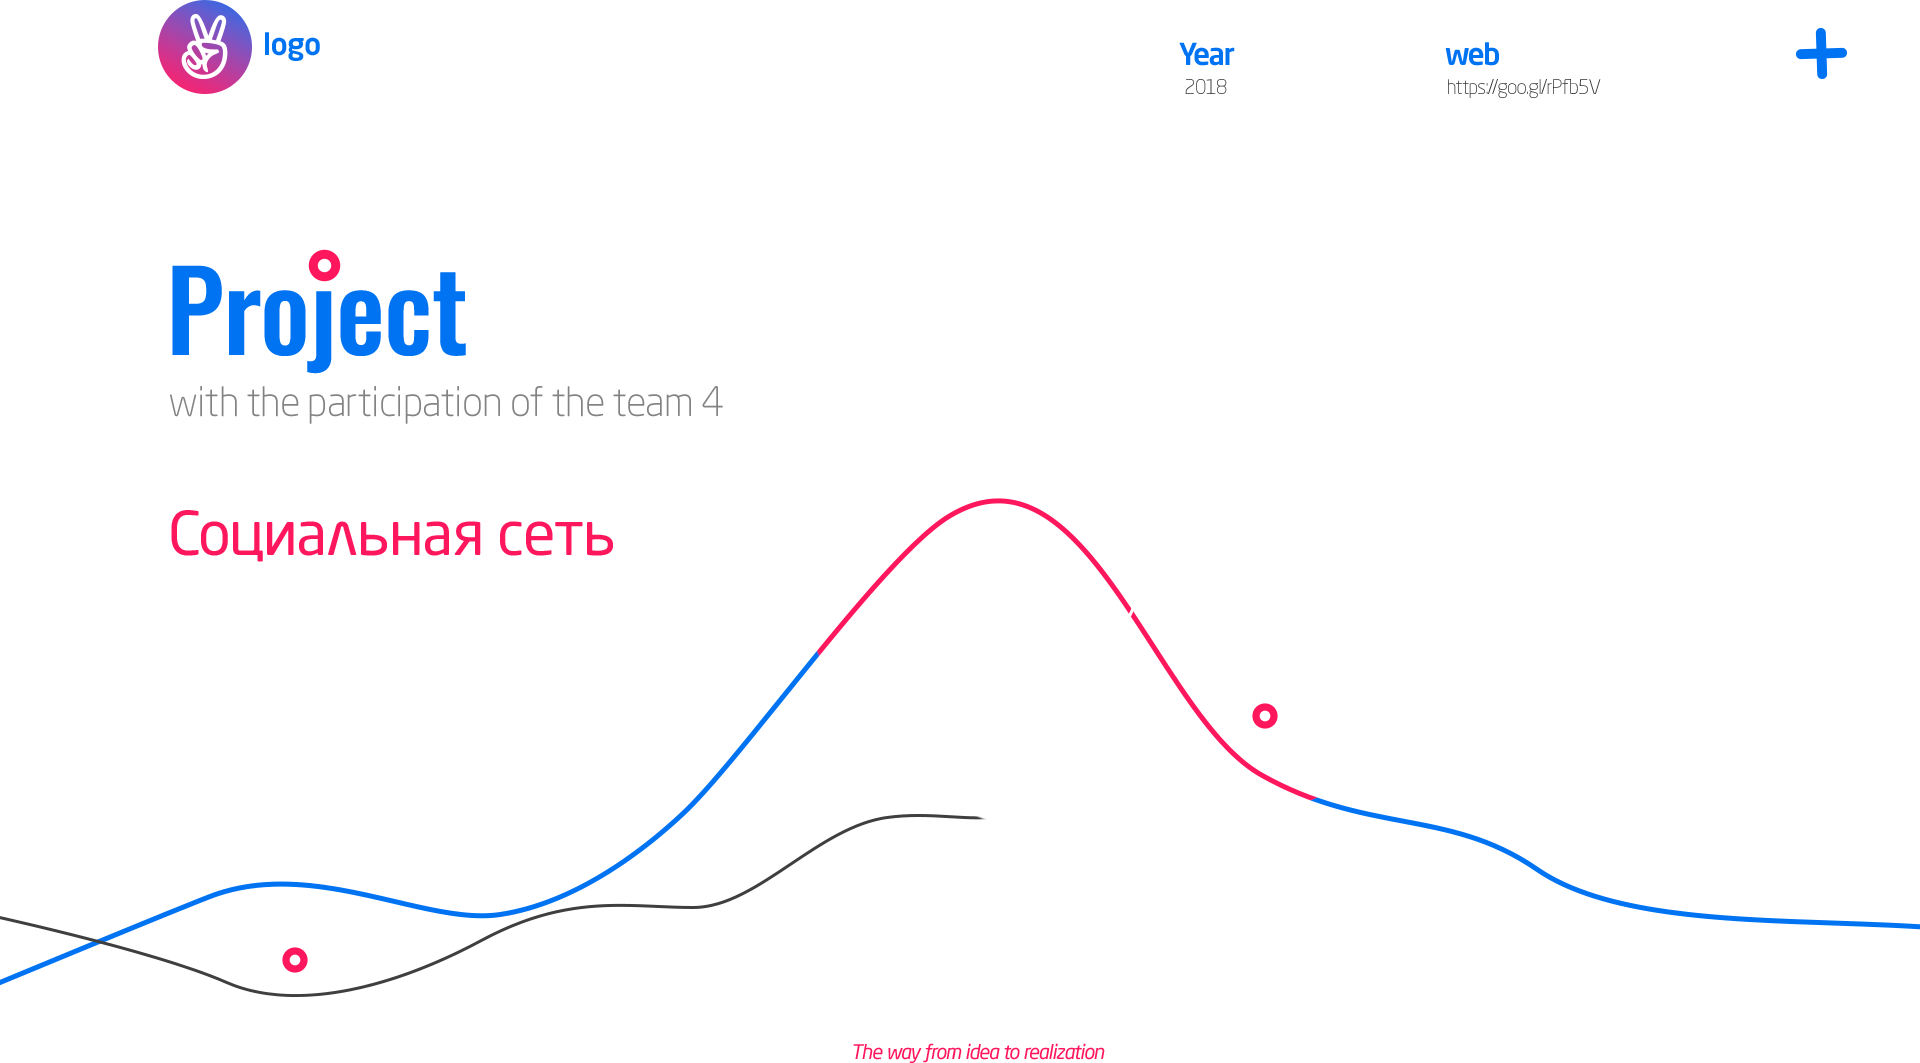 logo
Year
2018
web
https://goo.gl/rPfb5V
Project
with the participation of the team 4
Социальная сеть
The way from idea to realization